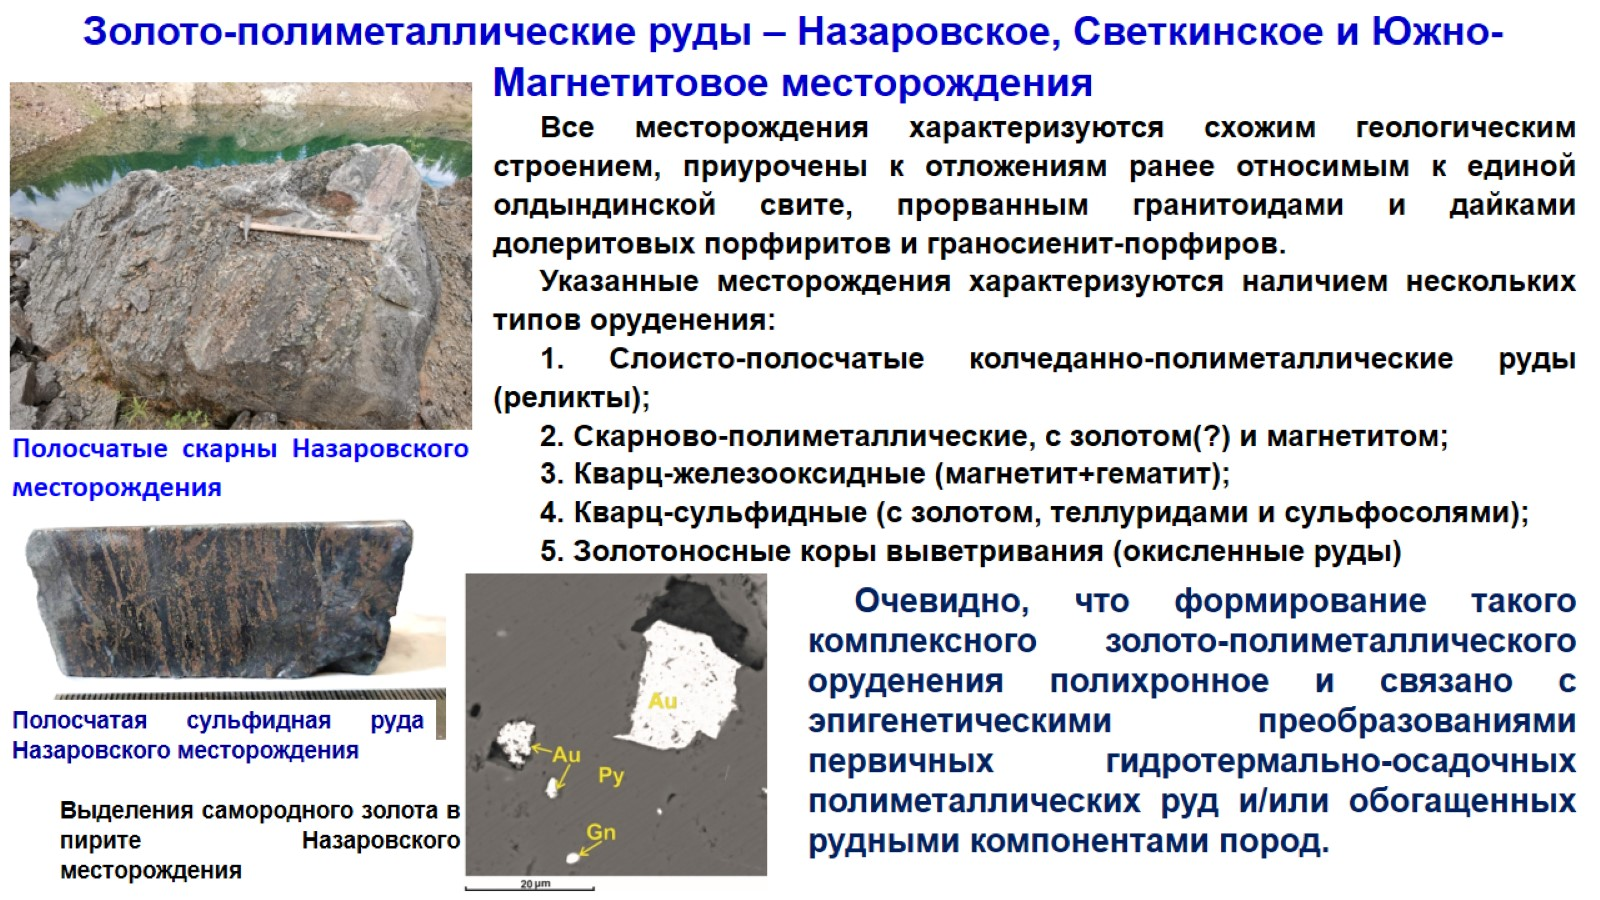 Золото-полиметаллические руды – Назаровское, Светкинское и Южно-
Магнетитовое месторождения
Все месторождения характеризуются схожим геологическим
строением, приурочены к отложениям ранее относимым к единой
олдындинской свите, прорванным гранитоидами и дайками
долеритовых порфиритов и граносиенит-порфиров.
Указанные месторождения характеризуются наличием нескольких
типов оруденения:
1. Слоисто-полосчатые колчеданно-полиметаллические руды
(реликты);
2. Скарново-полиметаллические, с золотом(?) и магнетитом;
3. Кварц-железооксидные (магнетит+гематит);
4. Кварц-сульфидные (с золотом, теллуридами и сульфосолями);
5. Золотоносные коры выветривания (окисленные руды)
Полосчатые скарны Назаровского
месторождения
Полосчатая сульфидная руда
Назаровского месторождения
Выделения самородного золота в
пирите Назаровского
месторождения
Au
Au
Py
Gn
20 µm
Очевидно, что формирование такого
комплексного золото-полиметаллического
оруденения полихронное и связано с
эпигенетическими преобразованиями
первичных гидротермально-осадочных
полиметаллических руд и/или обогащенных
рудными компонентами пород.